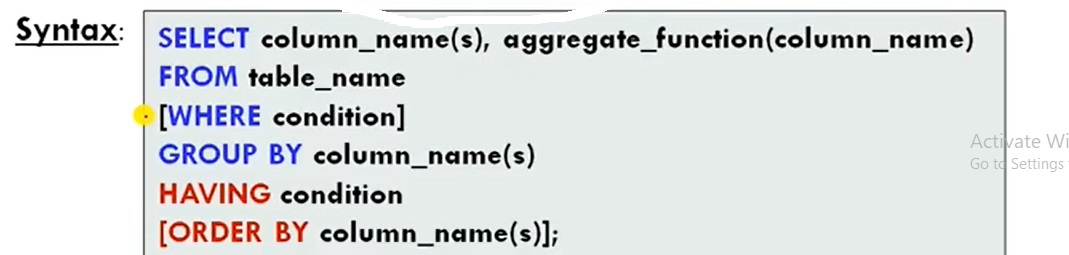 Syntax:
SELECT column_name(s), aggregate_function(column_name)
FROM table_name
[WHERE condition]
GROUP BY column_name(s)
HAVING condition
[ORDER BY column_name(s)];
Activate Wi
Go to Settings